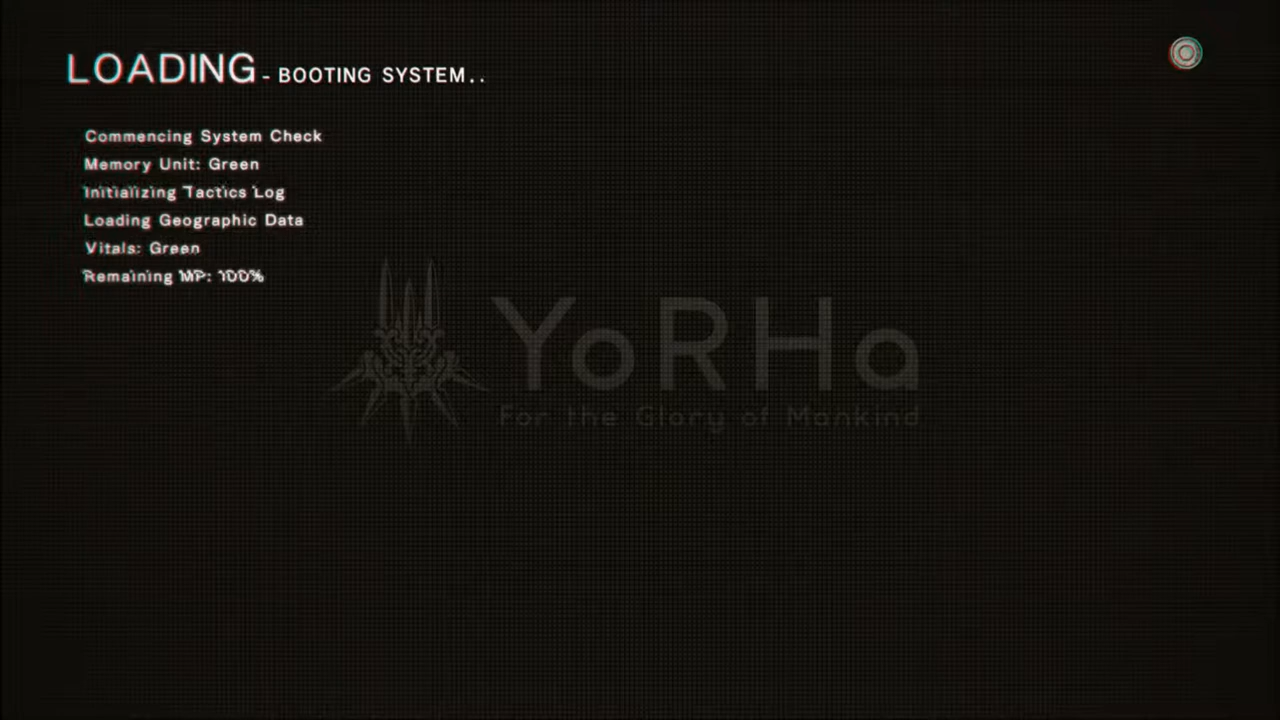 LOADING - BOOTING SYSTEM..
Commencing System Check
Memory Unit: Green
Initializing Tactics Log
Loading Geographic Data
Vitals: Green
Remaining MP: 100%
YoRHa
For the Glory of Mankind